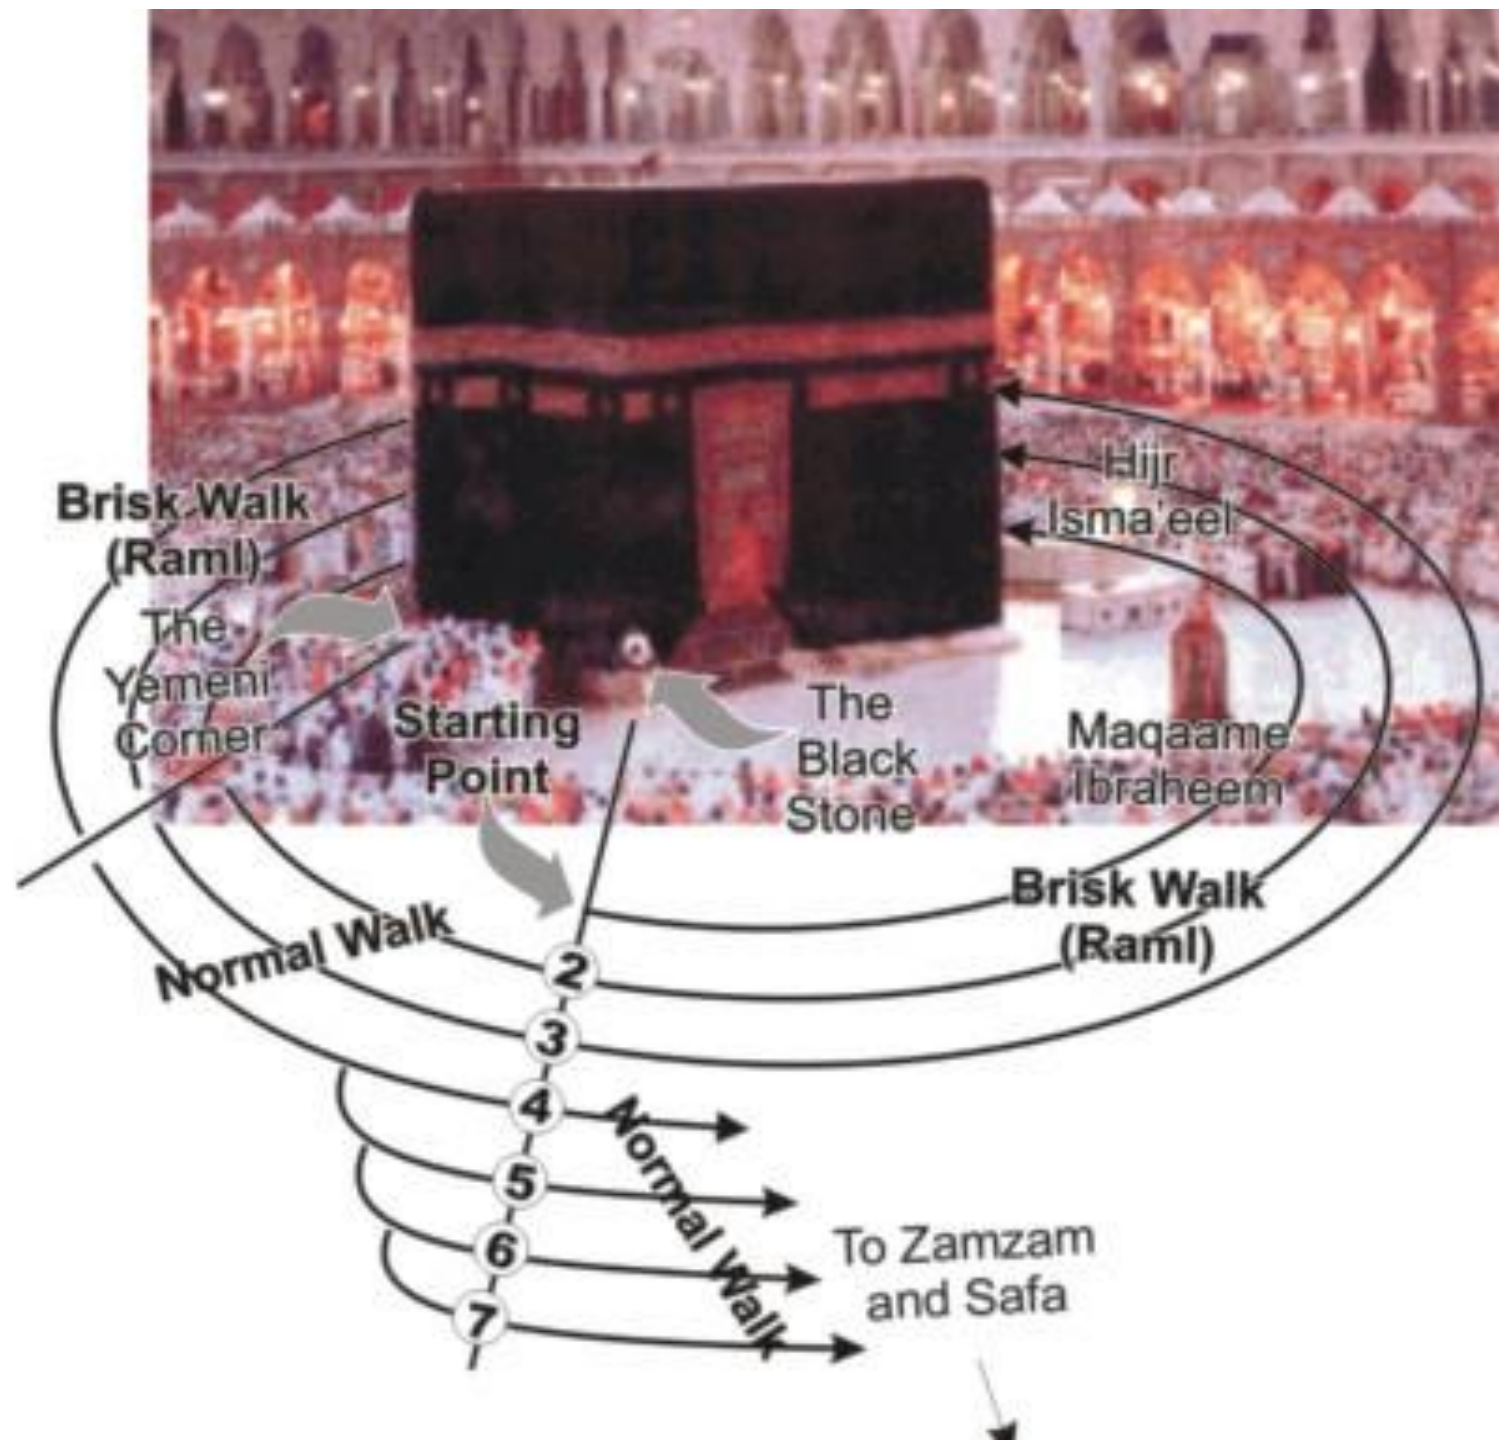 Hijr
Isma'eel
Brisk Walk
(Raml)
The
Yemeni
Corner
Starting
Point
The
Black
Stone
Maqaame
Ibraheem
Brisk Walk
(Raml)
Normal Walk
2
3
4
5
6
7
Normal Walk
To Zamzam
and Safa